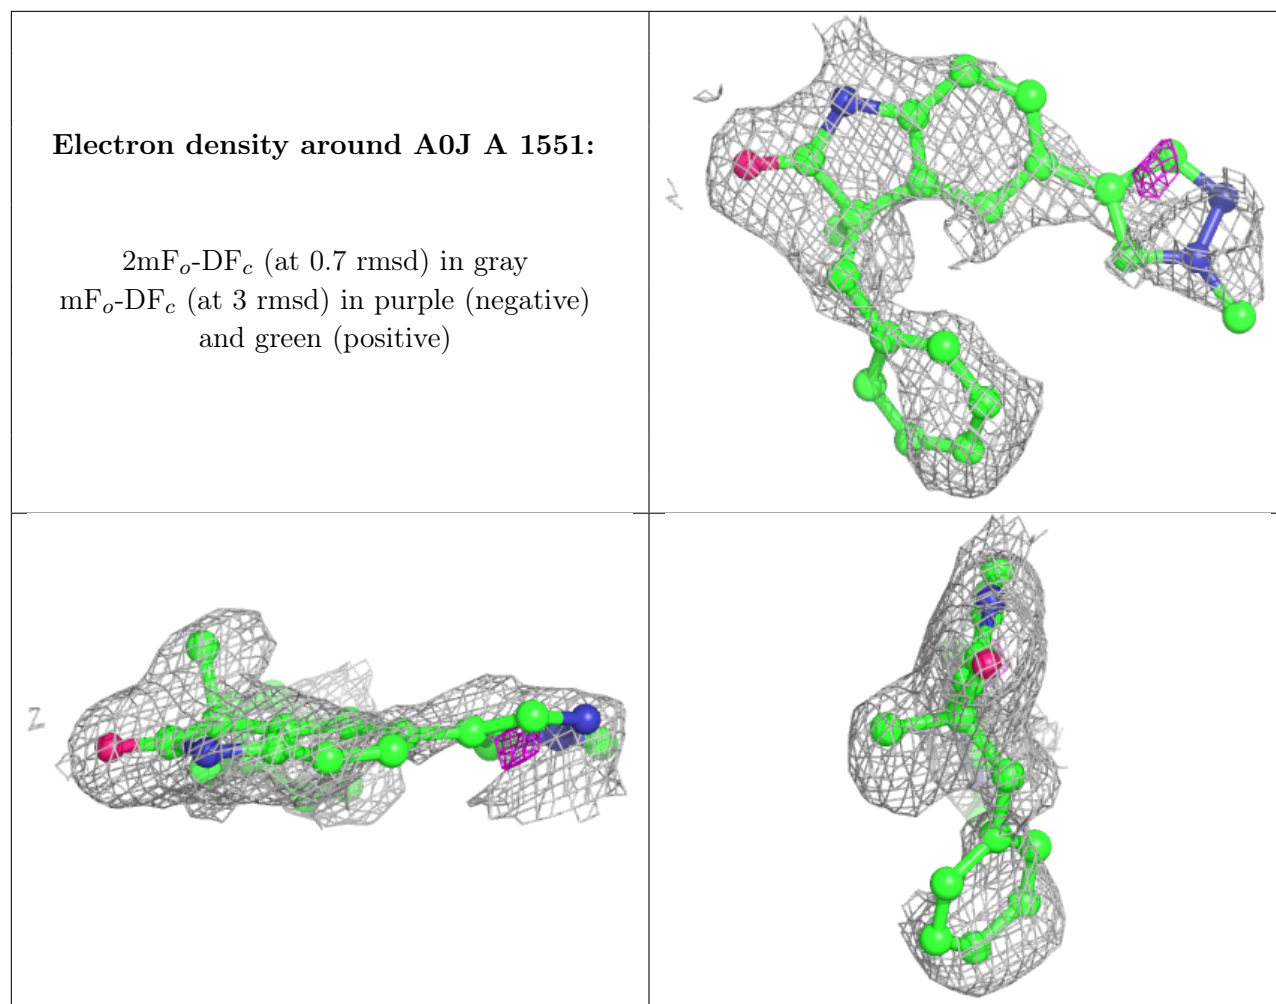 Electron density around A0J A 1551:
2mFo-DFc (at 0.7 rmsd) in gray
mFo-DFc (at 3 rmsd) in purple (negative)
and green (positive)